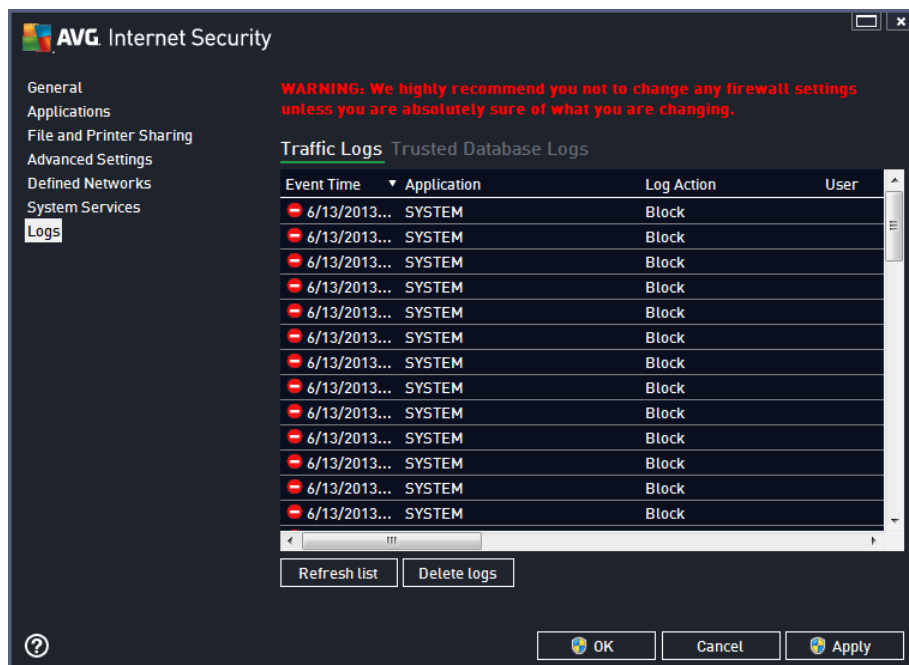 AVG. Internet Security
General
Applications
File and Printer Sharing
Advanced Settings
Defined Networks
System Services
Logs
WARNING: We highly recommend you not to change any firewall settings
unless you are absolutely sure of what you are changing.
Traffic Logs Trusted Database Logs
Event Time Application Log Action User
6/13/2013... SYSTEM Block
6/13/2013... SYSTEM Block
6/13/2013... SYSTEM Block
6/13/2013... SYSTEM Block
6/13/2013... SYSTEM Block
6/13/2013... SYSTEM Block
6/13/2013... SYSTEM Block
6/13/2013... SYSTEM Block
6/13/2013... SYSTEM Block
6/13/2013... SYSTEM Block
6/13/2013... SYSTEM Block
6/13/2013... SYSTEM Block
6/13/2013... SYSTEM Block
Refresh list Delete logs
? OK Cancel Apply